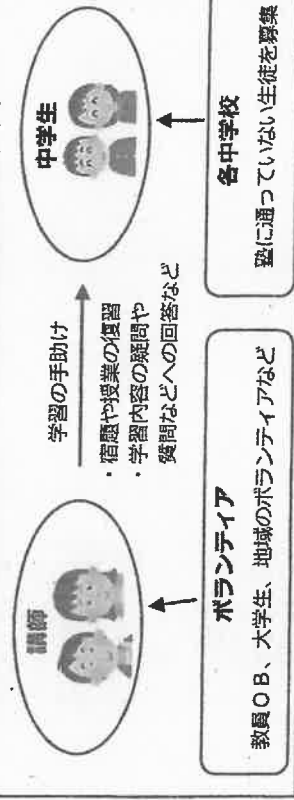 講師
学習の手助け
・宿題や授業の復習
・学習内容の疑問や
質問などへの回答など
中学生
ボランティア
教員OB、大学生、地域のボランティアなど
各中学校
塾に通っていない生徒を募集